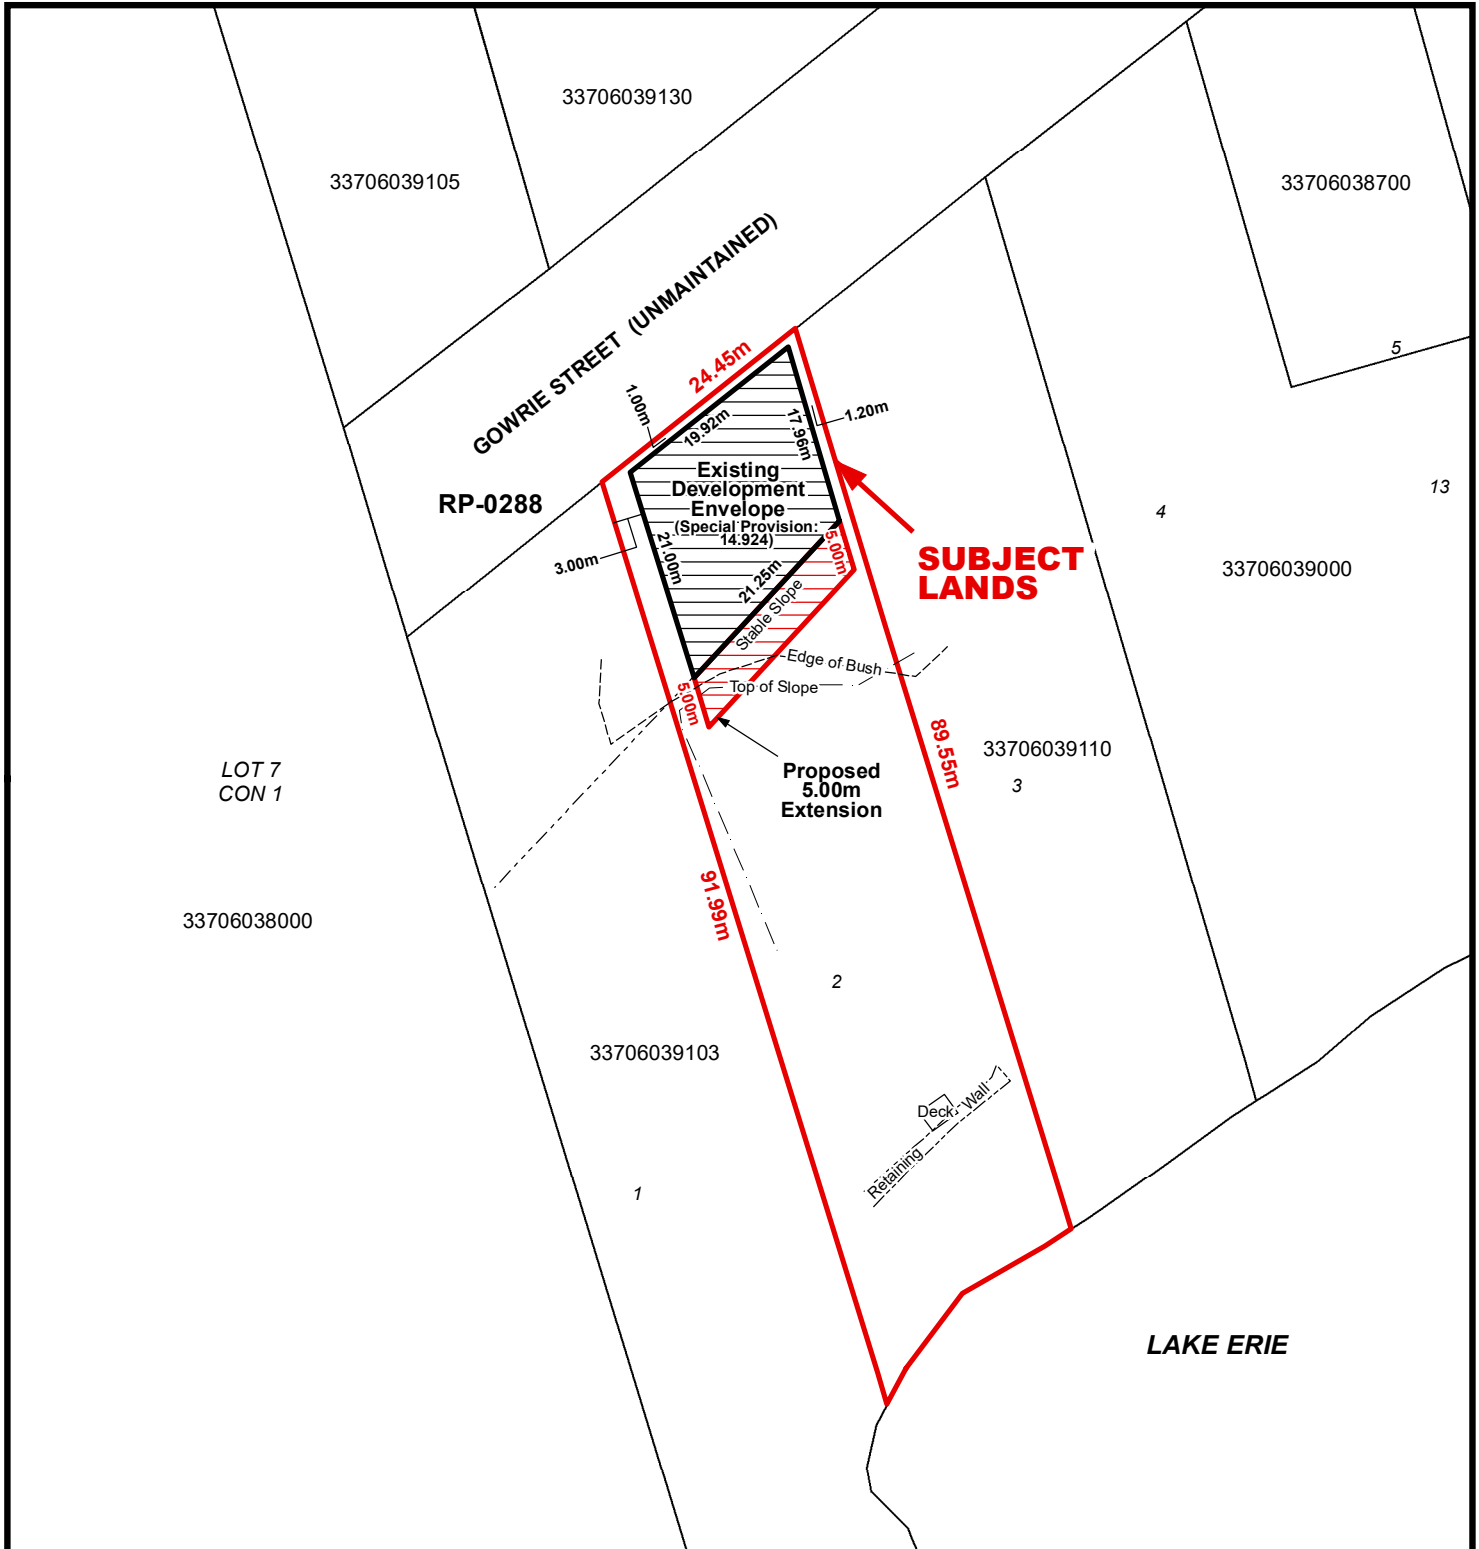 33706039130
33706039105
33706038700
GOWRIE STREET (UNMAINTAINED)
24.45m
5
1.00m
1.20m
19.92m
17.96m
Existing
Development
Envelope
(Special Provision:
14.924)
RP-0288
13
4
3.00m
21.00m
5.00m
21.25m
SUBJECT
LANDS
33706039000
Stable Slope
Edge of Bush
Top of Slope
5.00m
89.55m
33706039110
3
LOT 7
CON 1
Proposed
5.00m
Extension
91.99m
33706038000
2
33706039103
Deck
Retaining Wall
1
LAKE ERIE